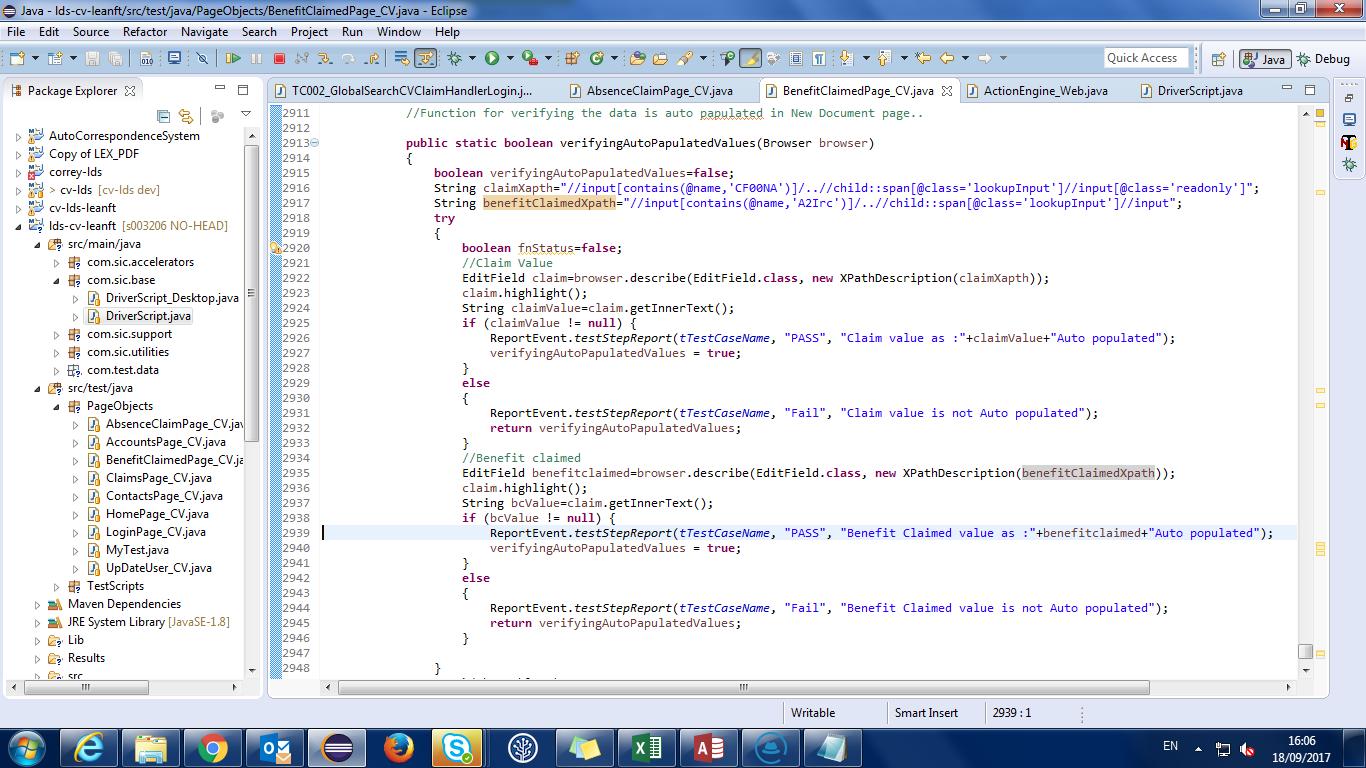 Java - lds-cv-leanft/src/test/java/PageObjects/BenefitClaimedPage_CV.java - Eclipse
File Edit Source Refactor Navigate Search Project Run Window Help
Quick Access Java Debug
Package Explorer
TC002_GlobalSearchCVClaimHandlerLogin.j... AbsenceClaimPage_CV.java BenefitClaimedPage_CV.java ActionEngine_Web.java DriverScript.java
AutoCorrespondenceSystem
Copy of LEX_PDF
correy-lds
> cv-lds [cv-lds dev]
cv-lds-leanft
lds-cv-leanft [s003206 NO-HEAD]
src/main/java
com.sic.accelerators
com.sic.base
DriverScript_Desktop.java
DriverScript.java
com.sic.support
com.sic.utilities
com.test.data
src/test/java
PageObjects
AbsenceClaimPage_CV.jav
AccountsPage_CV.java
BenefitClaimedPage_CV.ja
ClaimsPage_CV.java
ContactsPage_CV.java
HomePage_CV.java
LoginPage_CV.java
MyTest.java
UpDateUser_CV.java
TestScripts
Maven Dependencies
JRE System Library [JavaSE-1.8]
Lib
Results
src
2911 //Function for verifying the data is auto papulated in New Document page..
2912
2913 public static boolean verifyingAutoPapulatedValues(Browser browser)
2914 {
2915 boolean verifyingAutoPapulatedValues=false;
2916 String claimXapth="//input[contains(@name,'CF00NA')]/..//child::span[@class='lookupInput']//input[@class='readonly']";
2917 String benefitClaimedXpath="//input[contains(@name,'A2Irc')]/..//child::span[@class='lookupInput']//input";
2918 try
2919 {
2920 boolean fnStatus=false;
2921 //Claim Value
2922 EditField claim=browser.describe(EditField.class, new XPathDescription(claimXapth));
2923 claim.highlight();
2924 String claimValue=claim.getInnerText();
2925 if (claimValue != null) {
2926 ReportEvent.testStepReport(tTestCaseName, "PASS", "Claim value as :"+claimValue+"Auto populated");
2927 verifyingAutoPapulatedValues = true;
2928 }
2929 else
2930 {
2931 ReportEvent.testStepReport(tTestCaseName, "Fail", "Claim value is not Auto populated");
2932 return verifyingAutoPapulatedValues;
2933 }
2934 //Benefit claimed
2935 EditField benefitclaimed=browser.describe(EditField.class, new XPathDescription(benefitClaimedXpath));
2936 claim.highlight();
2937 String bcValue=claim.getInnerText();
2938 if (bcValue != null) {
2939 ReportEvent.testStepReport(tTestCaseName, "PASS", "Benefit Claimed value as :"+benefitclaimed+"Auto populated");
2940 verifyingAutoPapulatedValues = true;
2941 }
2942 else
2943 {
2944 ReportEvent.testStepReport(tTestCaseName, "Fail", "Benefit Claimed value is not Auto populated");
2945 return verifyingAutoPapulatedValues;
2946 }
2947
2948 }
Writable Smart Insert 2939 : 1
EN 16:06
18/09/2017